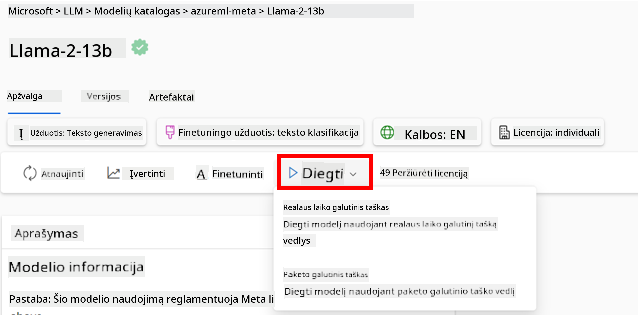 Microsoft > LLM > Modelių katalogas > azureml-meta > Llama-2-13b
Llama-2-13b
Apžvalga Versijos Artefaktai
Užduotis: Teksto generavimas Finetuningo užduotis: teksto klasifikacija Kalbos: EN Licencija: individuali
Atnaujinti Įvertinti Finetuninti Diegti 49 Peržiūrėti licenciją
Realaus laiko galutinis taškas
Diegti modelį naudojant realaus laiko galutinį tašką
vedlys
Paketo galutinis taškas
Diegti modelį naudojant paketo galutinio taško vedlį
Aprašymas
Modelio informacija
Pastaba: Šio modelio naudojimą reglamentuoja Meta li